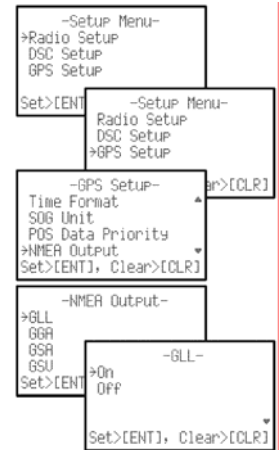 -Setup Menu-
→Radio Setup
DSC Setup
GPS Setup
Set>[ENT
-Setup Menu-
Radio Setup
DSC Setup
→GPS Setup
ar>[CLR]
-GPS Setup-
Time Format
SOG Unit
POS Data Priority
→NMEA Output
Set>[ENT], Clear>[CLR]
-NMEA Output-
→GLL
GGA
GSA
GSV
Set>[ENT
-GLL-
→On
Off
Set>[ENT], Clear>[CLR]